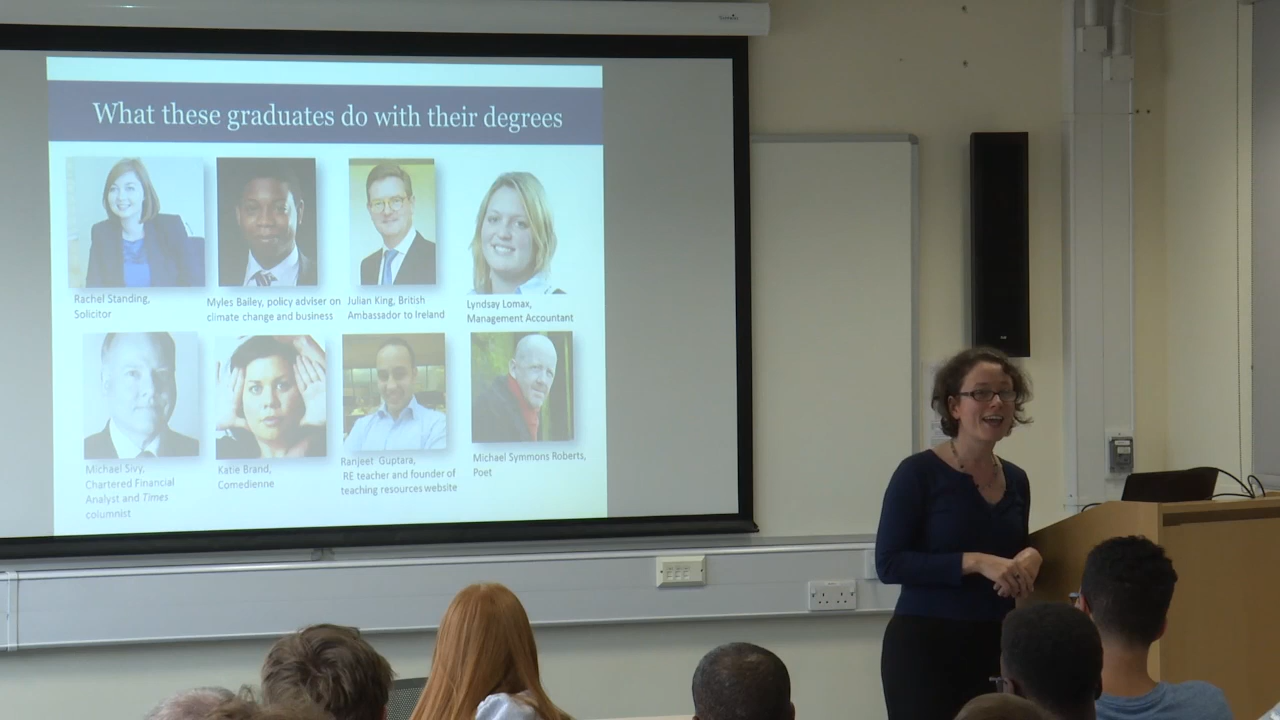 What these graduates do with their degrees
Rachel Standing,
Solicitor
Myles Bailey, policy adviser on
climate change and business
Julian King, British
Ambassador to Ireland
Lyndsay Lomax,
Management Accountant
Michael Sivy,
Chartered Financial
Analyst and Times
columnist
Katie Brand,
Comedienne
Ranjeet Guptara,
RE teacher and founder of
teaching resources website
Michael Symmons Roberts,
Poet